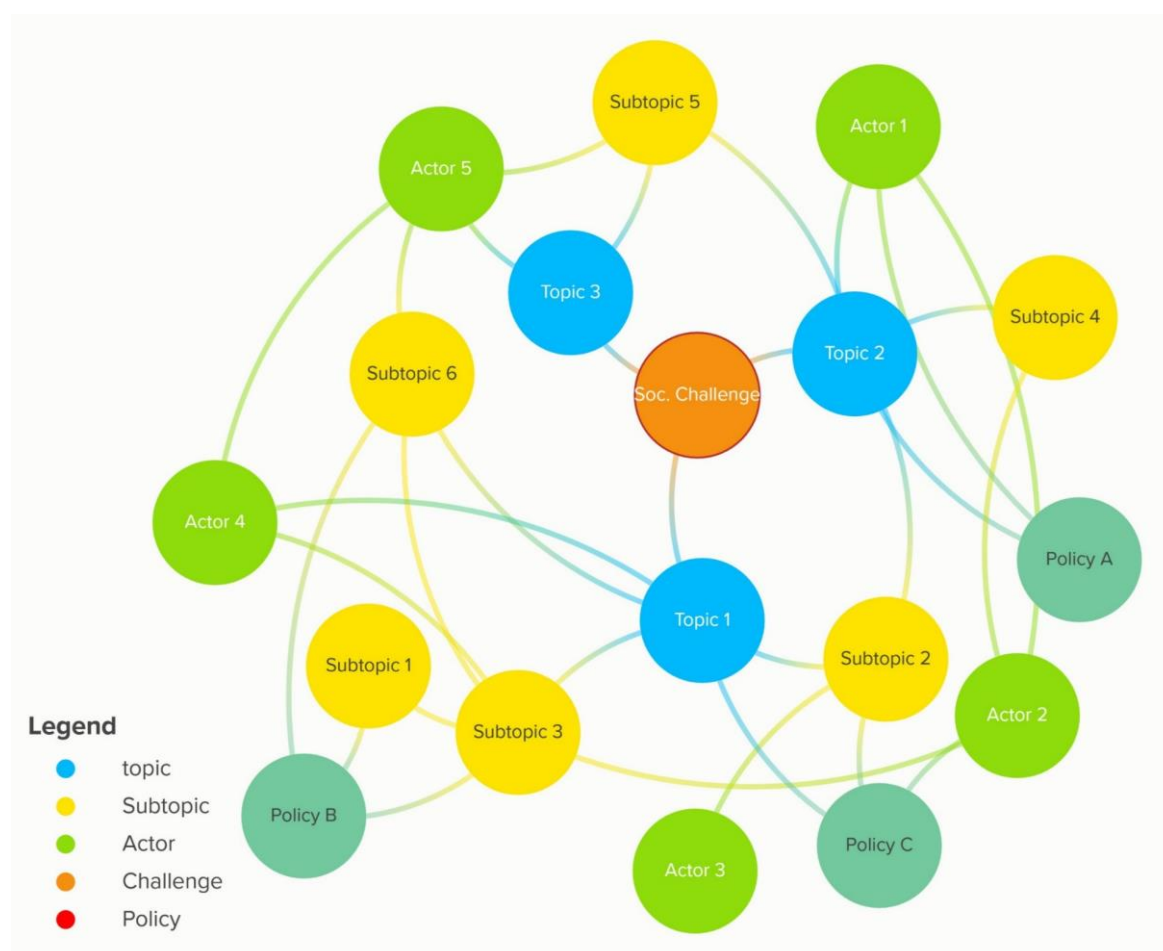 Subtopic 5
Actor 1
Actor 5
Topic 3
Subtopic 4
Topic 2
Subtopic 6
Soc. Challenge
Actor 4
Policy A
Topic 1
Subtopic 2
Subtopic 1
Actor 2
Subtopic 3
Policy B
Policy C
Actor 3
Legend
topic
Subtopic
Actor
Challenge
Policy